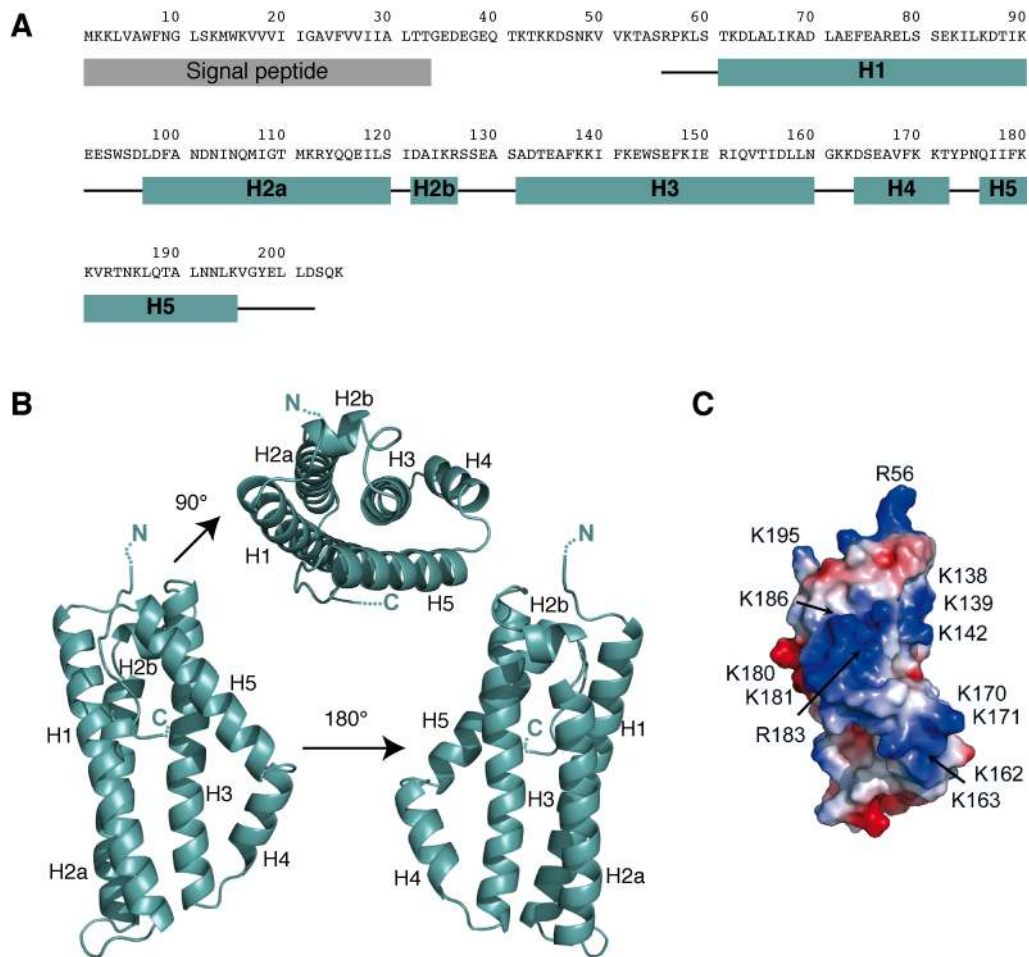 A
10 20 30 40 50 60 70 80 90
MKKLVAWFNG LSKMWKVVVI IGAVFVVIIA LTTGEDEGEQ TKTKKDSNKV VKTASRPKLS TKDLALIKAD LAEFEARELS SEKILKDTIK
Signal peptide H1
100 110 120 130 140 150 160 170 180
EESWSDLDFA NDNINQMIGT MKRYQQEILS IDAIKRSSEA SADTEAFKKI FKEWSEFKIE RIQVTIDLLN GKKDSEAVFK KTYPNQIIFK
H2a H2b H3 H4 H5
190 200
KVRTNKLQTA LNNLKVGYEL LDSQK
H5
B
N H2b
H2a H3 H4
90°
H1
H5
C
N
H2b
H1
C
H5
H3
H4
H2a
180°
N
H2b
H5
C
H1
H3
H4
H2a
C
R56
K195
K138
K186
K139
K142
K180
K181
K170
K171
R183
K162
K163